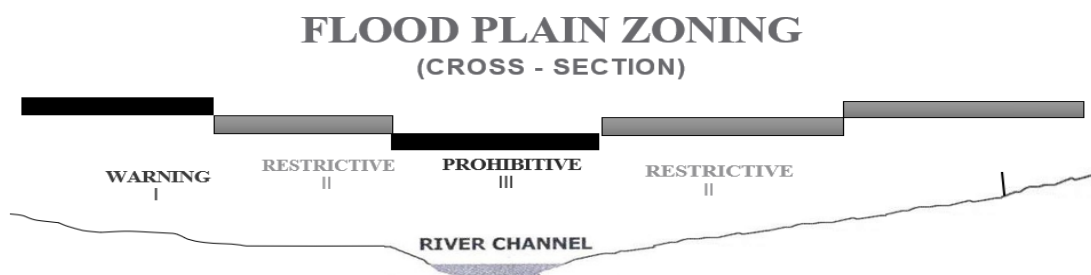 FLOOD PLAIN ZONING
(CROSS - SECTION)
WARNING
I
RESTRICTIVE
II
PROHIBITIVE
III
RESTRICTIVE
II
RIVER CHANNEL